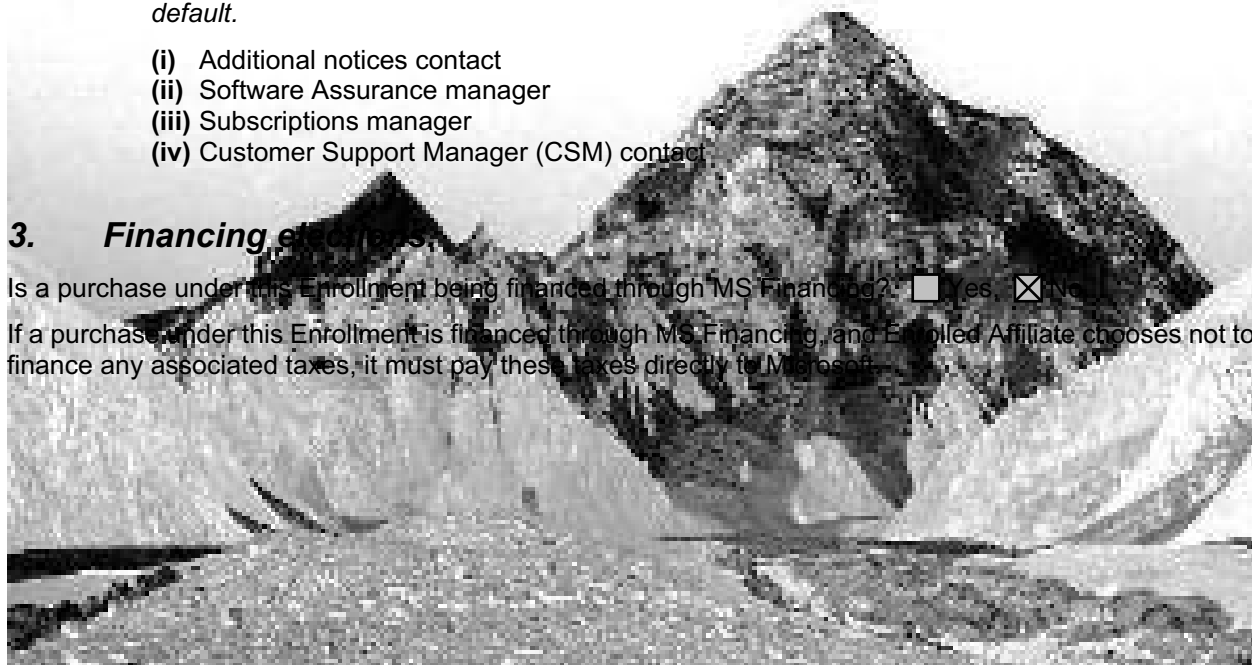 default.
(i) Additional notices contact
(ii) Software Assurance manager
(iii) Subscriptions manager
(iv) Customer Support Manager (CSM) contact
3. Financing elections.
Is a purchase under this Enrollment being financed through MS Financing? ☐ Yes, ☒ No.
If a purchase under this Enrollment is financed through MS Financing, and Enrolled Affiliate chooses not to
finance any associated taxes, it must pay these taxes directly to Microsoft.